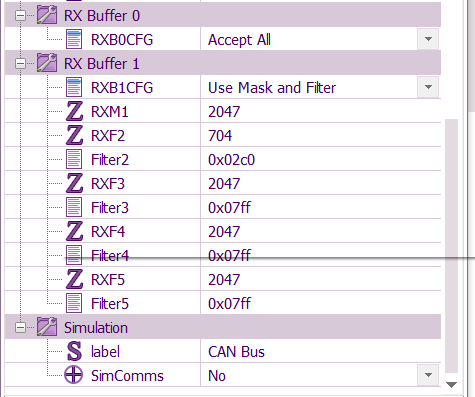 RX Buffer 0
RXB0CFG Accept All
RX Buffer 1
RXB1CFG Use Mask and Filter
RXM1 2047
RXF2 704
Filter2 0x02c0
RXF3 2047
Filter3 0x07ff
RXF4 2047
Filter4 0x07ff
RXF5 2047
Filter5 0x07ff
Simulation
label CAN Bus
SimComms No